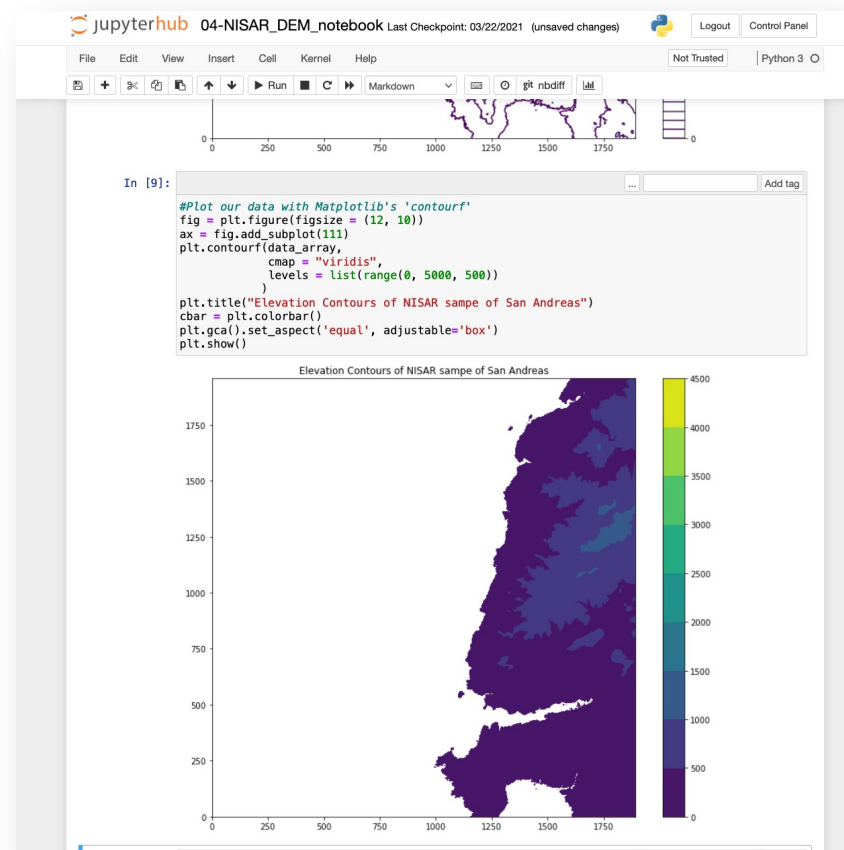 jupyterhub 04-NISAR_DEM_notebook Last Checkpoint: 03/22/2021 (unsaved changes) Logout Control Panel
File Edit View Insert Cell Kernel Help Not Trusted Python 3
Run Markdown git nbdiff
0 0
0 250 500 750 1000 1250 1500 1750
In [9]: ... Add tag
#Plot our data with Matplotlib's 'contourf'
fig = plt.figure(figsize = (12, 10))
ax = fig.add_subplot(111)
plt.contourf(data_array,
cmap = "viridis",
levels = list(range(0, 5000, 500))
)
plt.title("Elevation Contours of NISAR sampe of San Andreas")
cbar = plt.colorbar()
plt.gca().set_aspect('equal', adjustable='box')
plt.show()
Elevation Contours of NISAR sampe of San Andreas
1750
1500
1250
1000
750
500
250
0
0 250 500 750 1000 1250 1500 1750
4500
4000
3500
3000
2500
2000
1500
1000
500
0